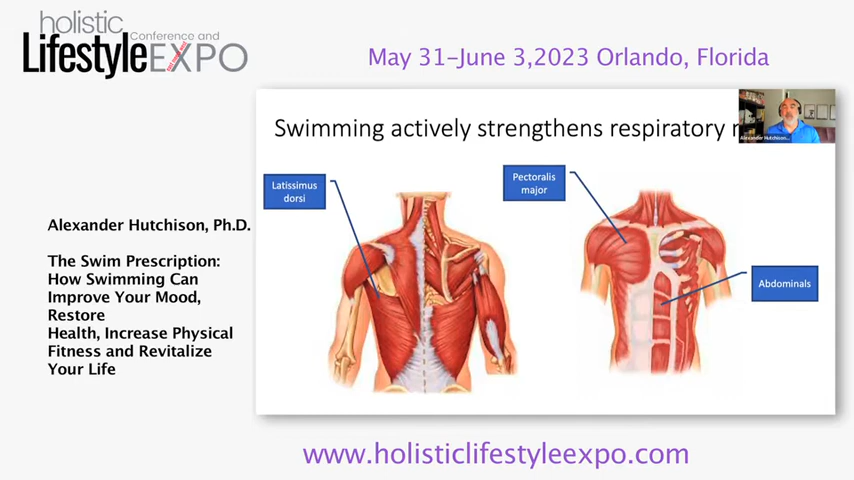 holistic
Conference and
LifestyleEXPO
May 31-June 3,2023 Orlando, Florida
Swimming actively strengthens respiratory
Alexander Hutchison
Latissimus
dorsi
Pectoralis
major
Abdominals
Alexander Hutchison, Ph.D.
The Swim Prescription:
How Swimming Can
Improve Your Mood,
Restore
Health, Increase Physical
Fitness and Revitalize
Your Life
www.holisticlifestyleexpo.com